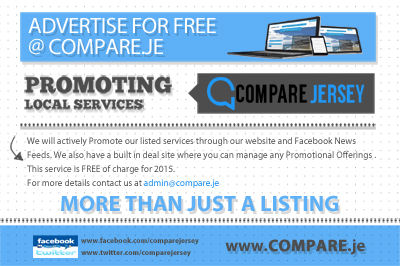 ADVERTISE FOR FREE
@ COMPARE.JE
PROMOTING
LOCAL SERVICES
COMPARE JERSEY
We will actively Promote our listed services through our website and Facebook News
Feeds. We also have a built in deal site where you can manage any Promotional Offerings .
This service is FREE of charge for 2015.
For more details contact us at admin@compare.je
MORE THAN JUST A LISTING
facebook
www.facebook.com/comparejersey
twitter
www.twitter.com/comparejersey
www.COMPARE.je